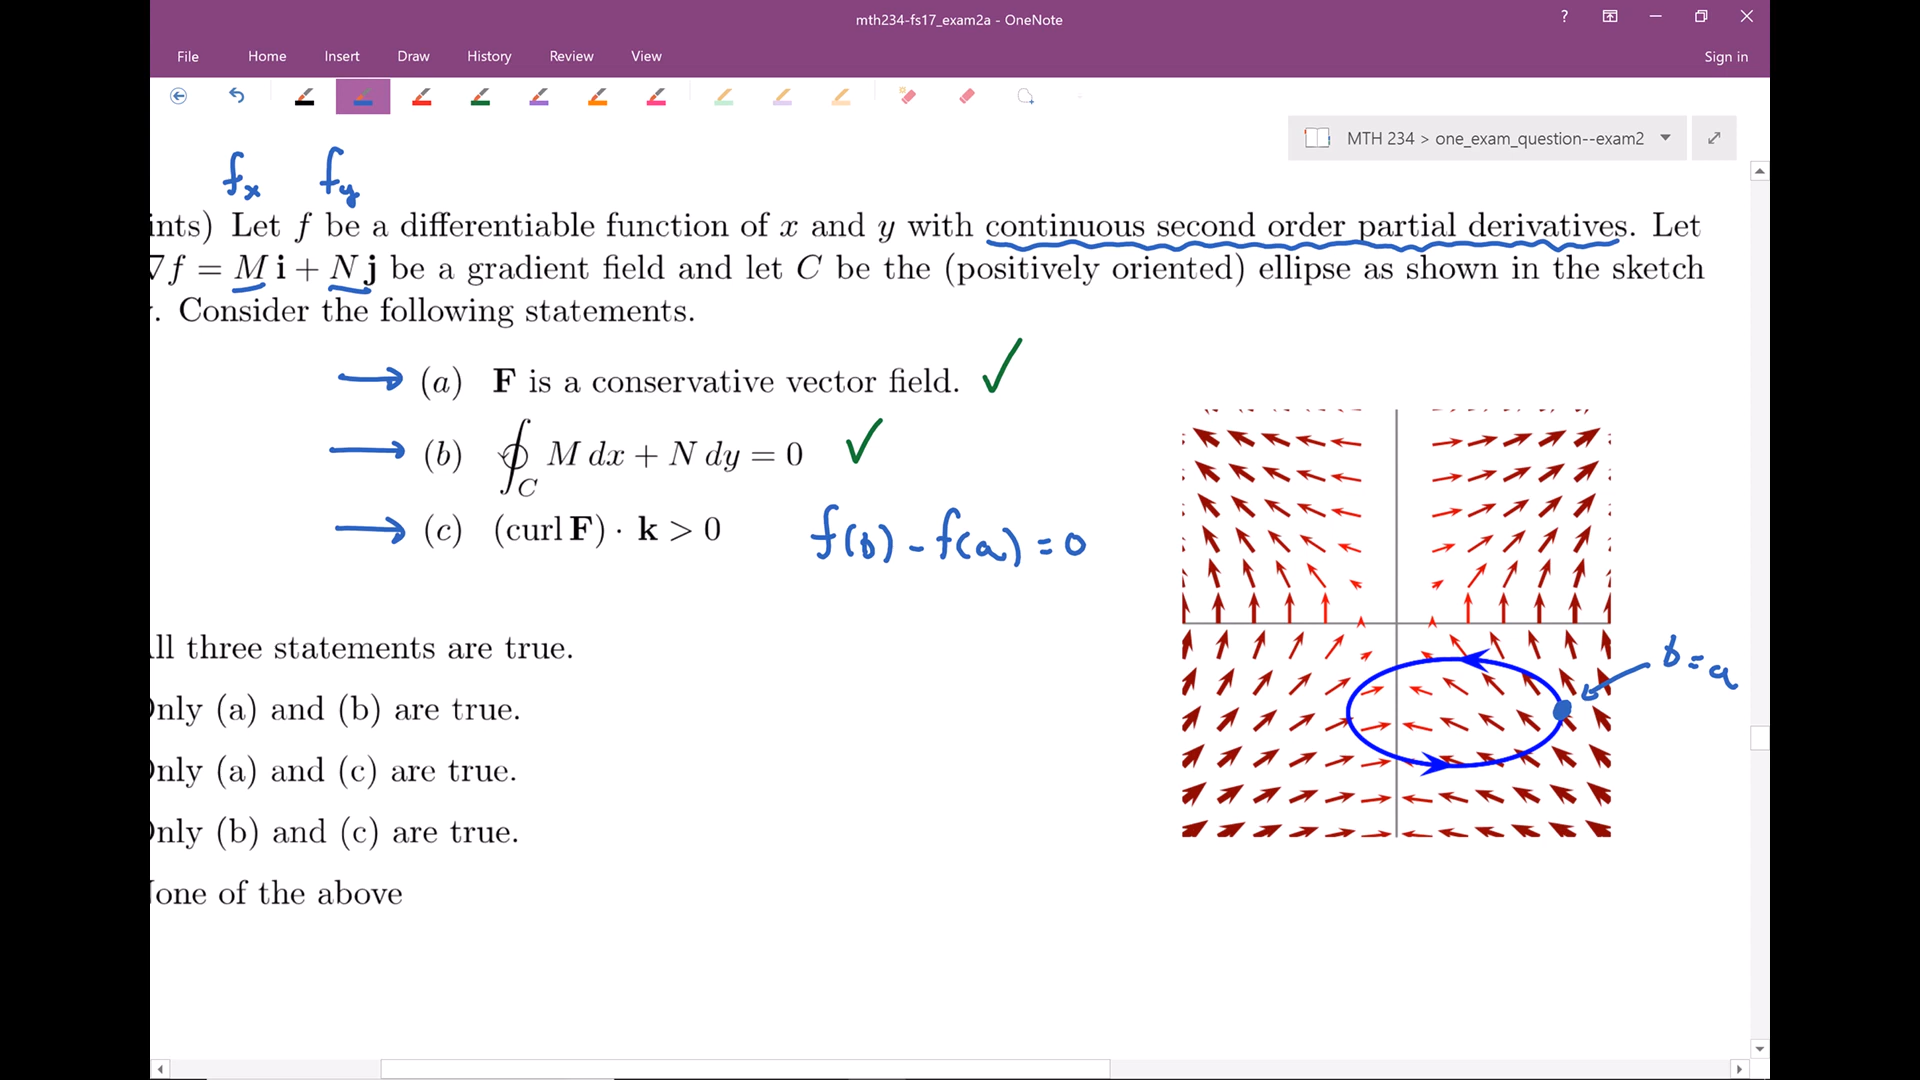 mth234-fs17_exam2a - OneNote
File Home Insert Draw History Review View Sign in
MTH 234 > one_exam_question--exam2
fx fy
ints) Let f be a differentiable function of x and y with continuous second order partial derivatives. Let
∇f = M i + N j be a gradient field and let C be the (positively oriented) ellipse as shown in the sketch
. Consider the following statements.
(a) F is a conservative vector field. ✓
(b) ∮C M dx + N dy = 0 ✓
(c) (curl F) · k > 0
f(b) - f(a) = 0
b = a
ll three statements are true.
nly (a) and (b) are true.
nly (a) and (c) are true.
nly (b) and (c) are true.
one of the above